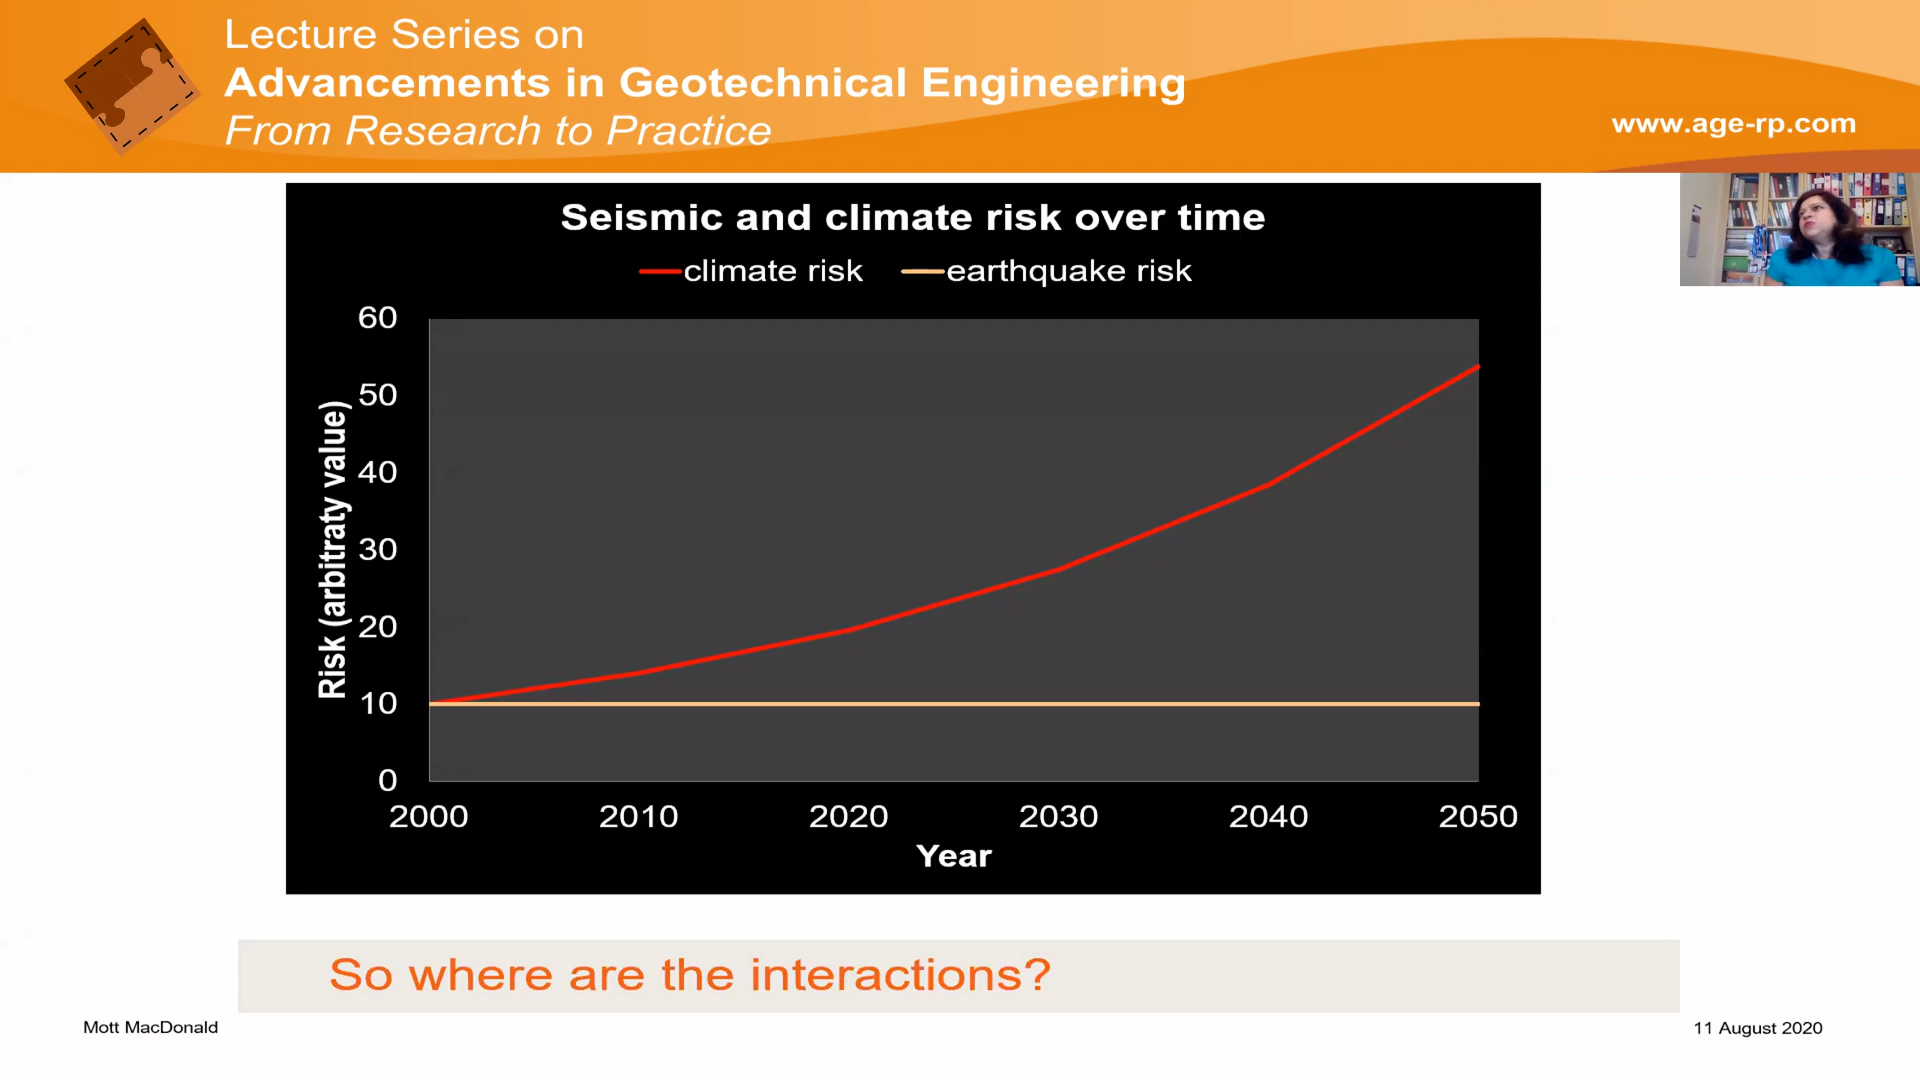 Lecture Series on
Advancements in Geotechnical Engineering
From Research to Practice
www.age-rp.com
Seismic and climate risk over time
climate risk earthquake risk
60
50
40
30
20
10
0
Risk (arbitraty value)
2000 2010 2020 2030 2040 2050
Year
So where are the interactions?
Mott MacDonald
11 August 2020